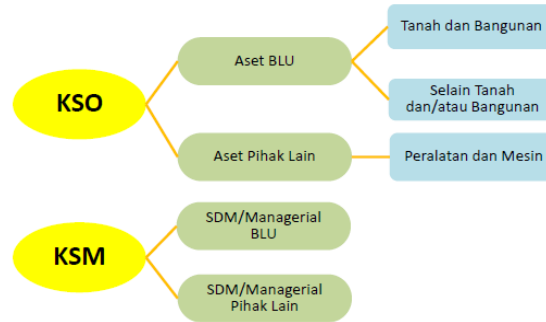 KSO
Aset BLU
Tanah dan Bangunan
Selain Tanah
dan/atau Bangunan
Aset Pihak Lain
Peralatan dan Mesin
KSM
SDM/Managerial
BLU
SDM/Managerial
Pihak Lain